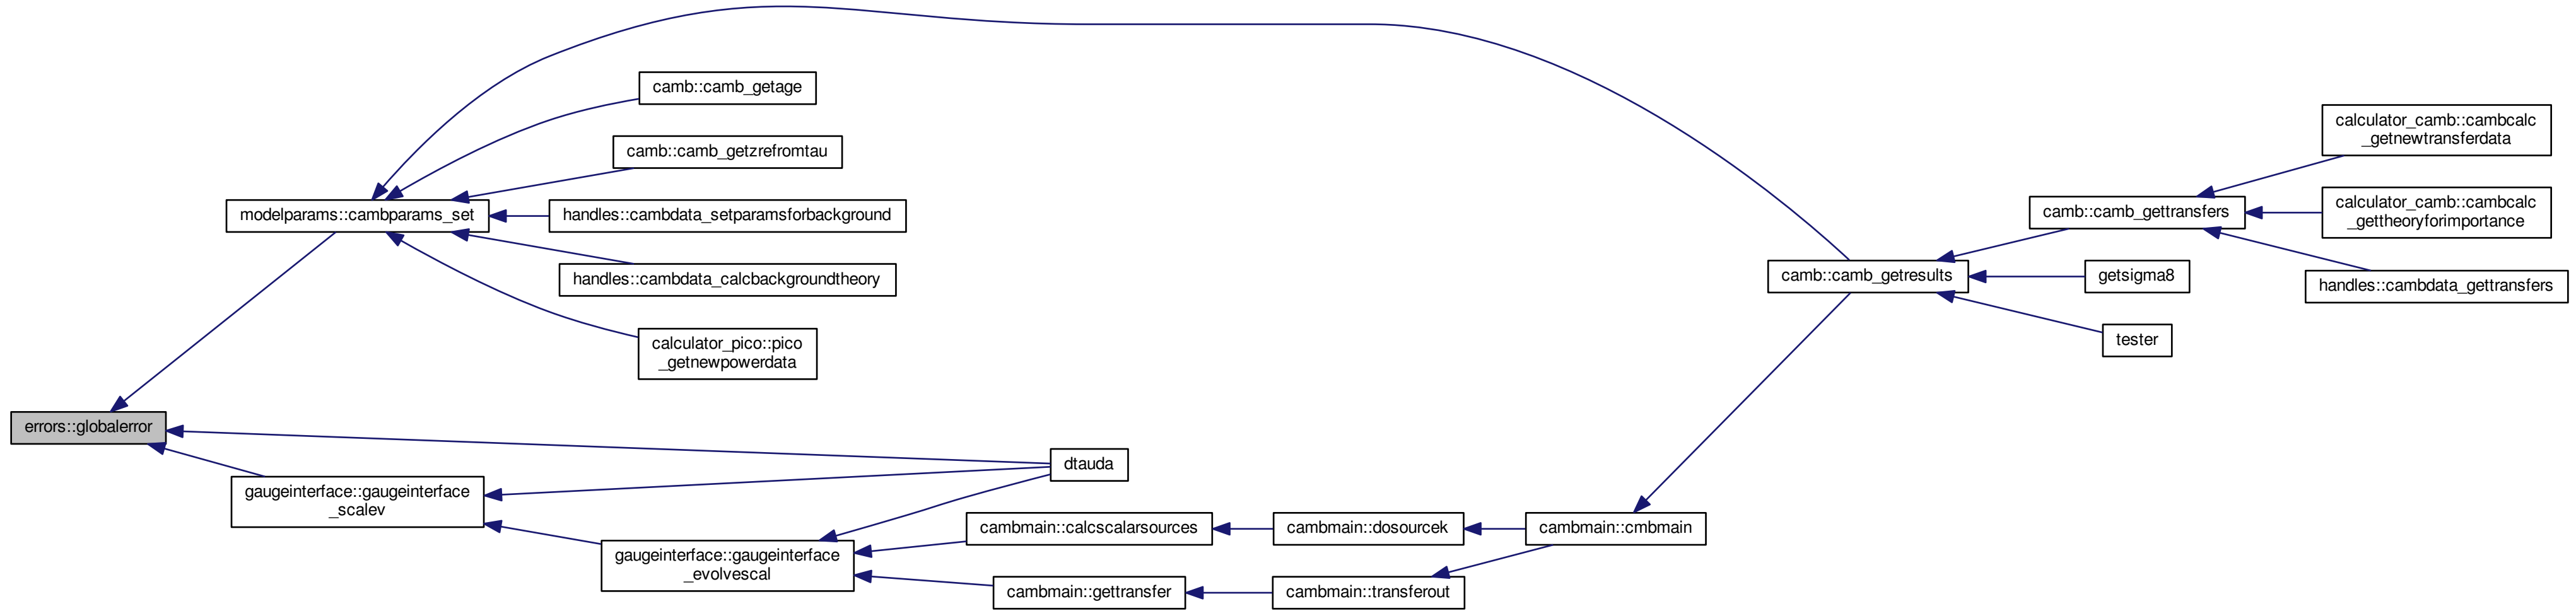 camb::camb_getage
camb::camb_getzrefromtau
modelparams::cambparams_set
handles::cambdata_setparamsforbackground
handles::cambdata_calcbackgroundtheory
calculator_pico::pico
_getnewpowerdata
errors::globalerror
gaugeinterface::gaugeinterface
_scalev
gaugeinterface::gaugeinterface
_evolvescal
dtauda
cambmain::calcscalarsources
cambmain::gettransfer
cambmain::dosourcek
cambmain::transferout
cambmain::cmbmain
camb::camb_getresults
camb::camb_gettransfers
getsigma8
tester
calculator_camb::cambcalc
_getnewtransferdata
calculator_camb::cambcalc
_gettheoryforimportance
handles::cambdata_gettransfers